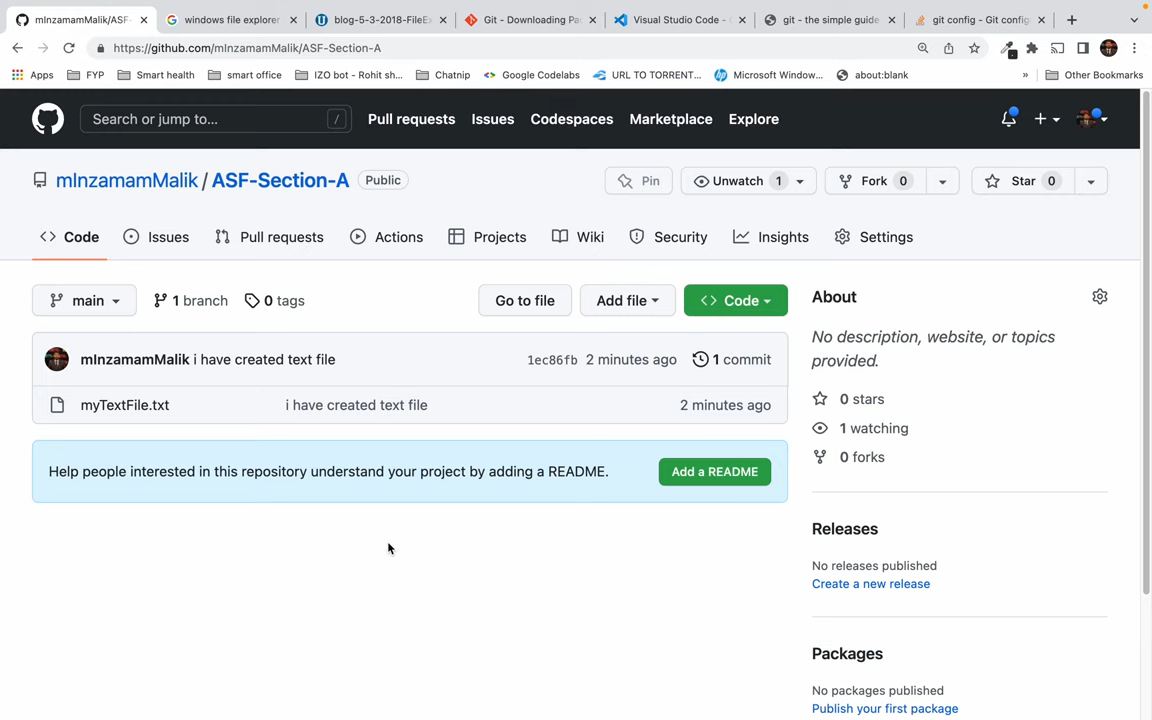 mInzamamMalik/ASF-
windows file explorer
blog-5-3-2018-FileEx
Git - Downloading Pac
Visual Studio Code -
git - the simple guide
git config - Git config
https://github.com/mInzamamMalik/ASF-Section-A
Apps
FYP
Smart health
smart office
IZO bot - Rohit sh...
Chatnip
Google Codelabs
URL TO TORRENT...
Microsoft Window...
about:blank
»
Other Bookmarks
Search or jump to...
/
Pull requests
Issues
Codespaces
Marketplace
Explore
mInzamamMalik / ASF-Section-A
Public
Pin
Unwatch 1
Fork 0
Star 0
Code
Issues
Pull requests
Actions
Projects
Wiki
Security
Insights
Settings
main
1 branch
0 tags
Go to file
Add file
Code
mInzamamMalik i have created text file
1ec86fb 2 minutes ago
1 commit
myTextFile.txt
i have created text file
2 minutes ago
Help people interested in this repository understand your project by adding a README.
Add a README
About
No description, website, or topics
provided.
0 stars
1 watching
0 forks
Releases
No releases published
Create a new release
Packages
No packages published
Publish your first package